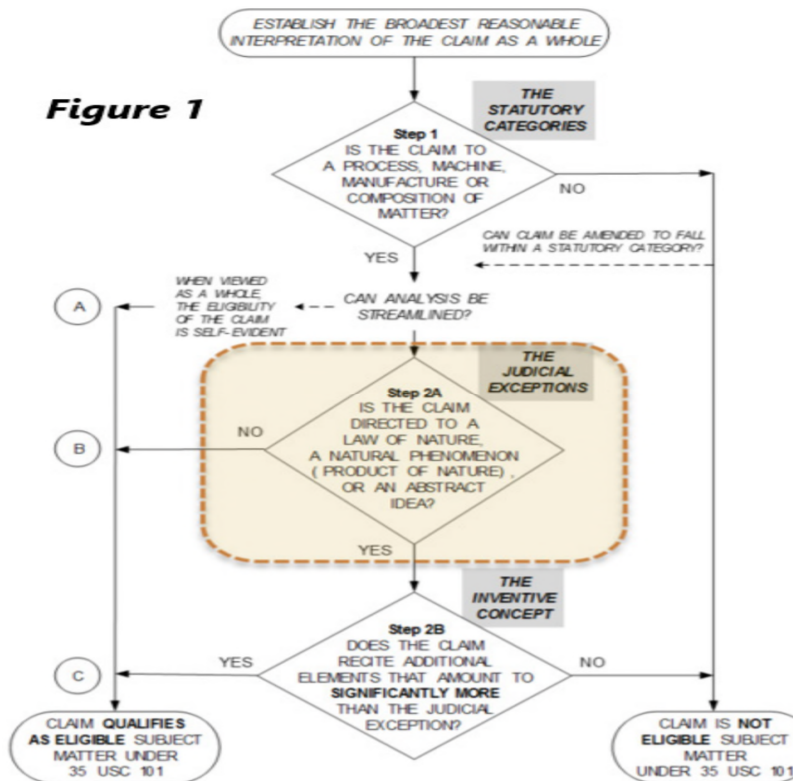 ESTABLISH THE BROADEST REASONABLE
INTERPRETATION OF THE CLAIM AS A WHOLE
Figure 1
THE
STATUTORY
CATEGORIES
Step 1
IS THE CLAIM TO
A PROCESS, MACHINE,
MANUFACTURE OR
COMPOSITION OF
MATTER?
NO
YES
CAN CLAIM BE AMENDED TO FALL
WITHIN A STATUTORY CATEGORY?
WHEN VIEWED
AS A WHOLE,
THE ELIGIBILITY
OF THE CLAIM
IS SELF-EVIDENT
A
CAN ANALYSIS BE
STREAMLINED?
THE
JUDICIAL
EXCEPTIONS
Step 2A
IS THE CLAIM
DIRECTED TO A
LAW OF NATURE,
A NATURAL PHENOMENON
( PRODUCT OF NATURE) ,
OR AN ABSTRACT
IDEA?
NO
B
YES
THE
INVENTIVE
CONCEPT
Step 2B
DOES THE CLAIM
RECITE ADDITIONAL
ELEMENTS THAT AMOUNT TO
SIGNIFICANTLY MORE
THAN THE JUDICIAL
EXCEPTION?
YES
NO
C
CLAIM QUALIFIES
AS ELIGIBLE SUBJECT
MATTER UNDER
35 USC 101
CLAIM IS NOT
ELIGIBLE SUBJECT
MATTER
UNDER 35 USC 101